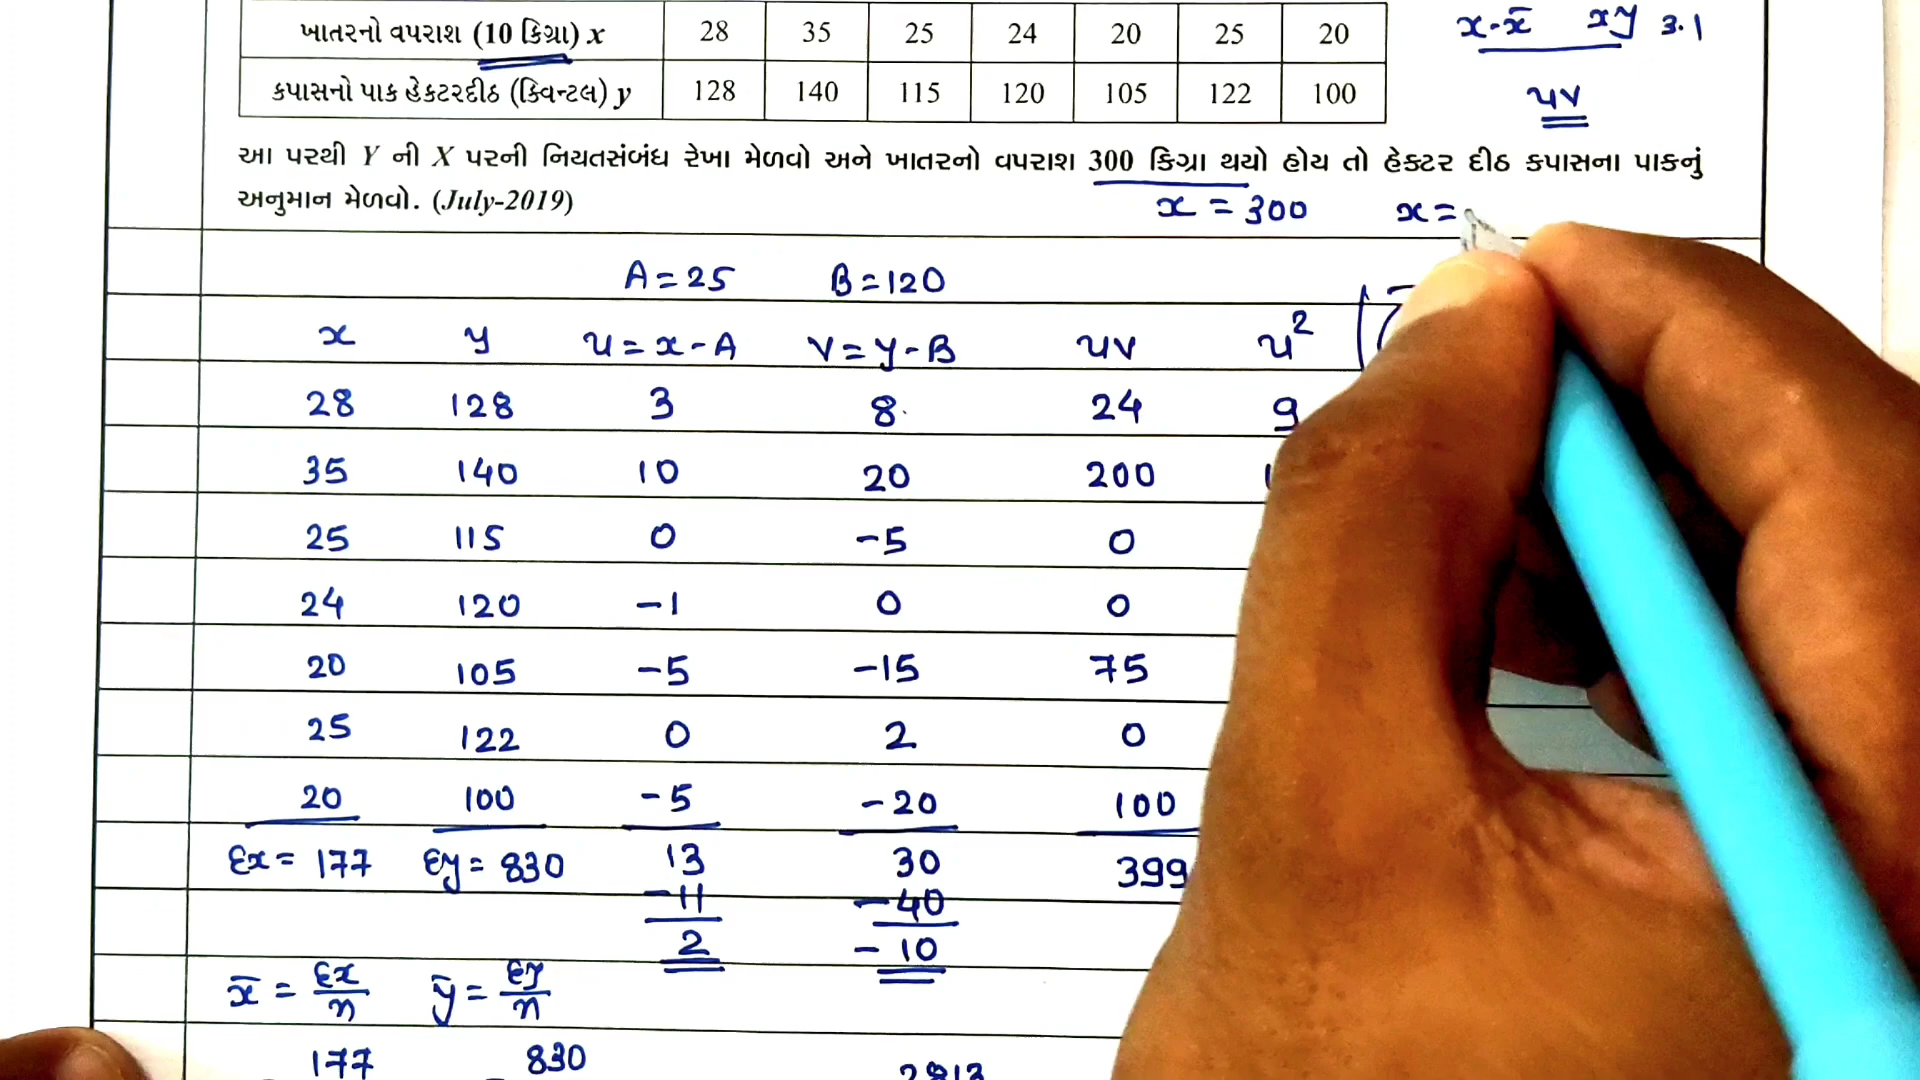 ખાતરનો વપરાશ (10 કિગ્રા) x 28 35 25 24 20 25 20
કપાસનો પાક હેકટરદીઠ (ક્વિન્ટલ) y 128 140 115 120 105 122 100
x-x̄ xy 3.1
uv
આ પરથી Y ની X પરની નિયતસંબંધ રેખા મેળવો અને ખાતરનો વપરાશ 300 કિગ્રા થયો હોય તો હેક્ટર દીઠ કપાસના પાકનું
અનુમાન મેળવો. (July-2019)
x = 300 x =
A = 25 B = 120
x y u = x - A v = y - B uv u²
28 128 3 8 24 9
35 140 10 20 200
25 115 0 -5 0
24 120 -1 0 0
20 105 -5 -15 75
25 122 0 2 0
20 100 -5 -20 100
Σx = 177 Σy = 830 13 30 399
-11 -40
2 -10
x̄ = Σx/n ȳ = Σy/n
177 830